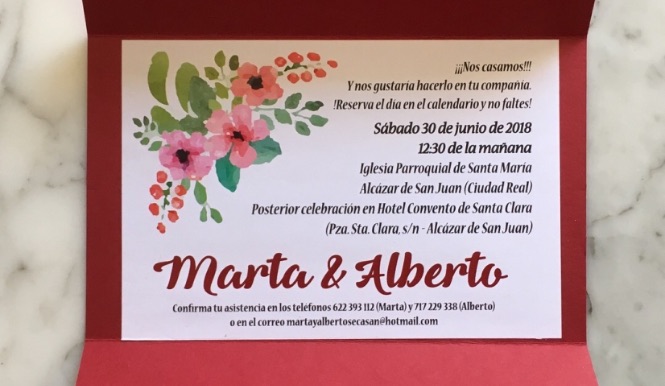 ¡¡¡Nos casamos!!!
Y nos gustaría hacerlo en tu compañía.
!Reserva el día en el calendario y no faltes!
Sábado 30 de junio de 2018
12:30 de la mañana
Iglesia Parroquial de Santa María
Alcázar de San Juan (Ciudad Real)
Posterior celebración en Hotel Convento de Santa Clara
(Pza. Sta. Clara, s/n - Alcázar de San Juan)
Marta & Alberto
Confirma tu asistencia en los teléfonos 622 393 112 (Marta) y 717 229 338 (Alberto)
o en el correo martayalbertosecasan@hotmail.com